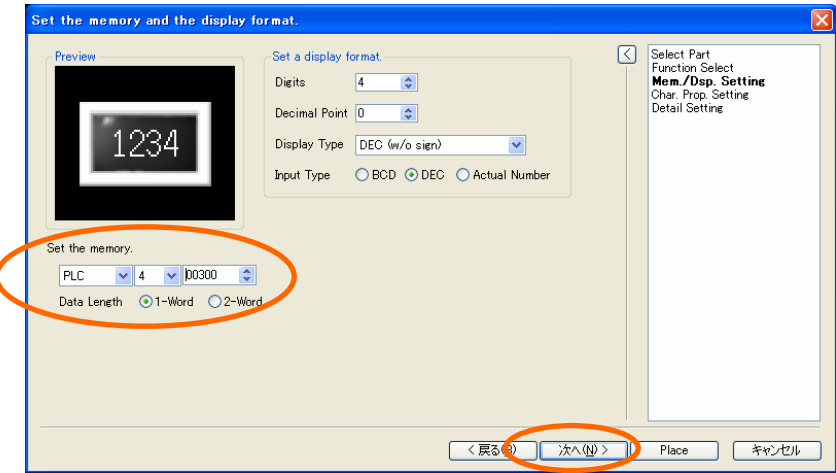 Set the memory and the display format.
Preview
1234
Set a display format.
Digits 4
Decimal Point 0
Display Type DEC (w/o sign)
Input Type BCD DEC Actual Number
Set the memory.
PLC 4 00300
Data Length 1-Word 2-Word
<
Select Part
Function Select
Mem./Dsp. Setting
Char. Prop. Setting
Detail Setting
< 戻る(B) 次へ(N) > Place キャンセル